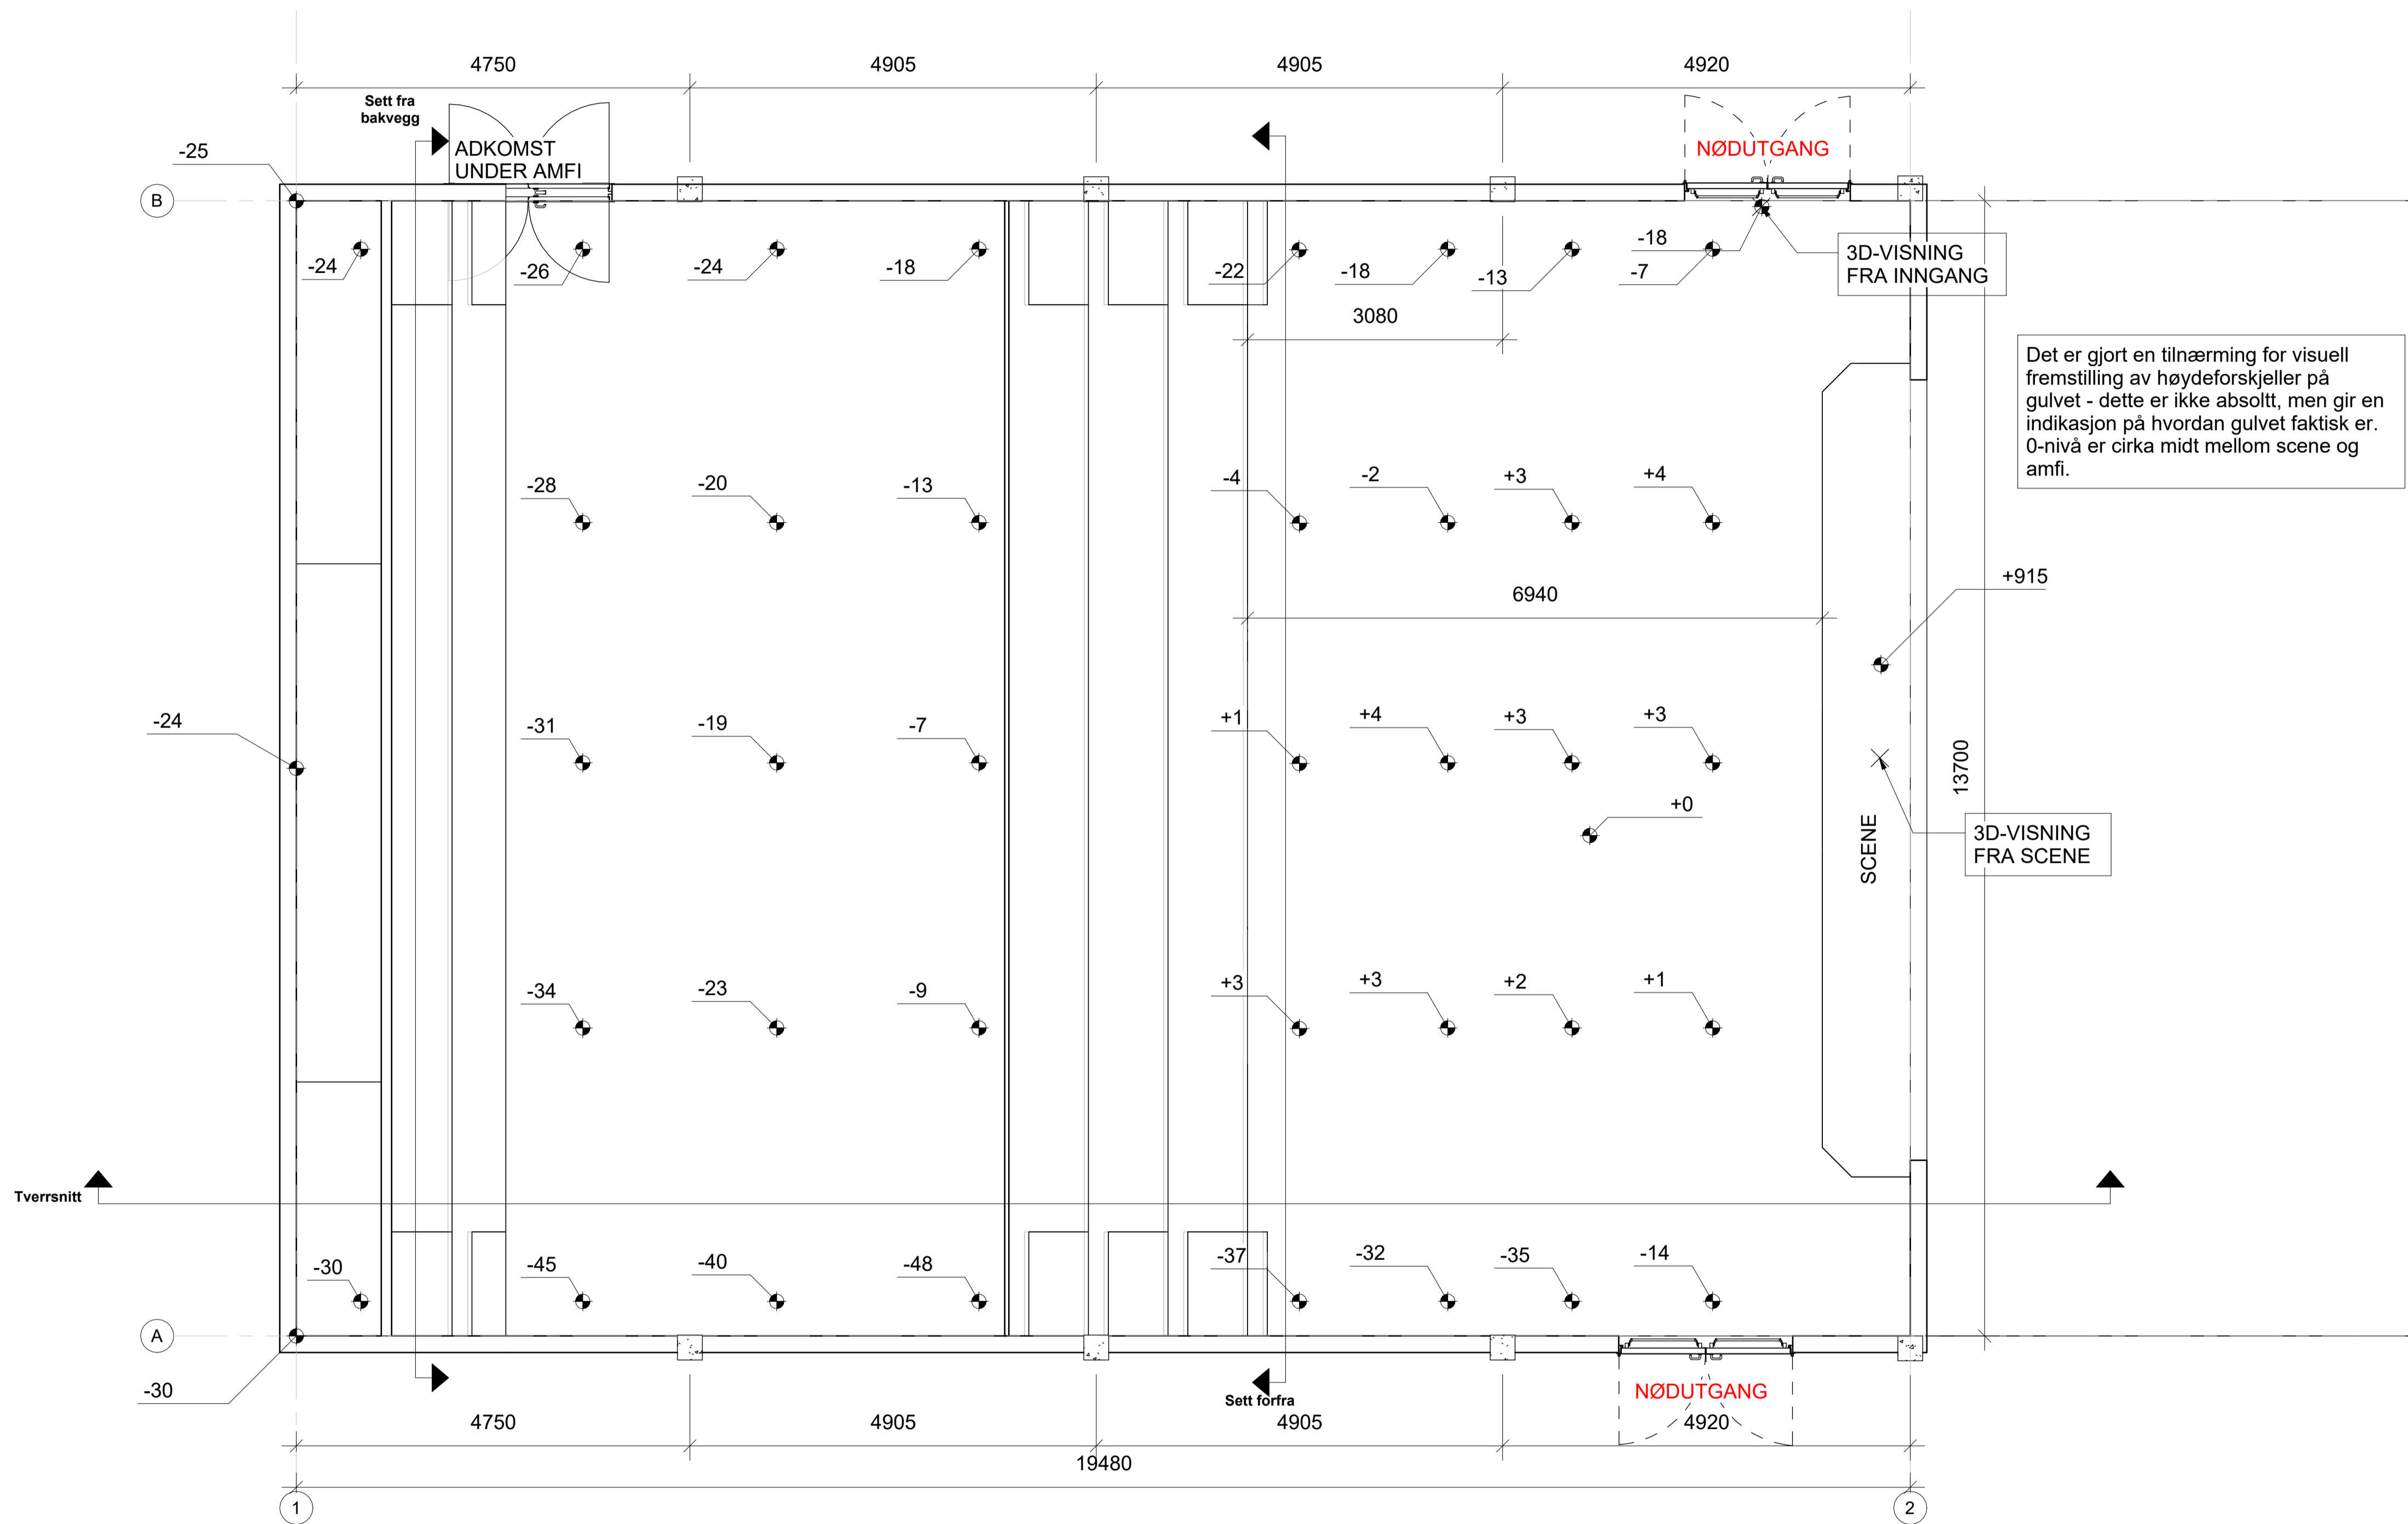 4750
4905
4905
4920
Sett fra
bakvegg
ADKOMST
UNDER AMFI
NØDUTGANG
-25
B
-24
-26
-24
-18
-22
-18
-13
-18
-7
3D-VISNING
FRA INNGANG
3080
Det er gjort en tilnærming for visuell
fremstilling av høydeforskjeller på
gulvet - dette er ikke absoltt, men gir en
indikasjon på hvordan gulvet faktisk er.
0-nivå er cirka midt mellom scene og
amfi.
-28
-20
-13
-4
-2
+3
+4
+915
6940
-24
-31
-19
-7
+1
+4
+3
+3
13700
+0
SCENE
3D-VISNING
FRA SCENE
-34
-23
-9
+3
+3
+2
+1
Tverrsnitt
-30
-45
-40
-48
-37
-32
-35
-14
A
-30
Sett forfra
NØDUTGANG
4750
4905
4905
4920
19480
1
2